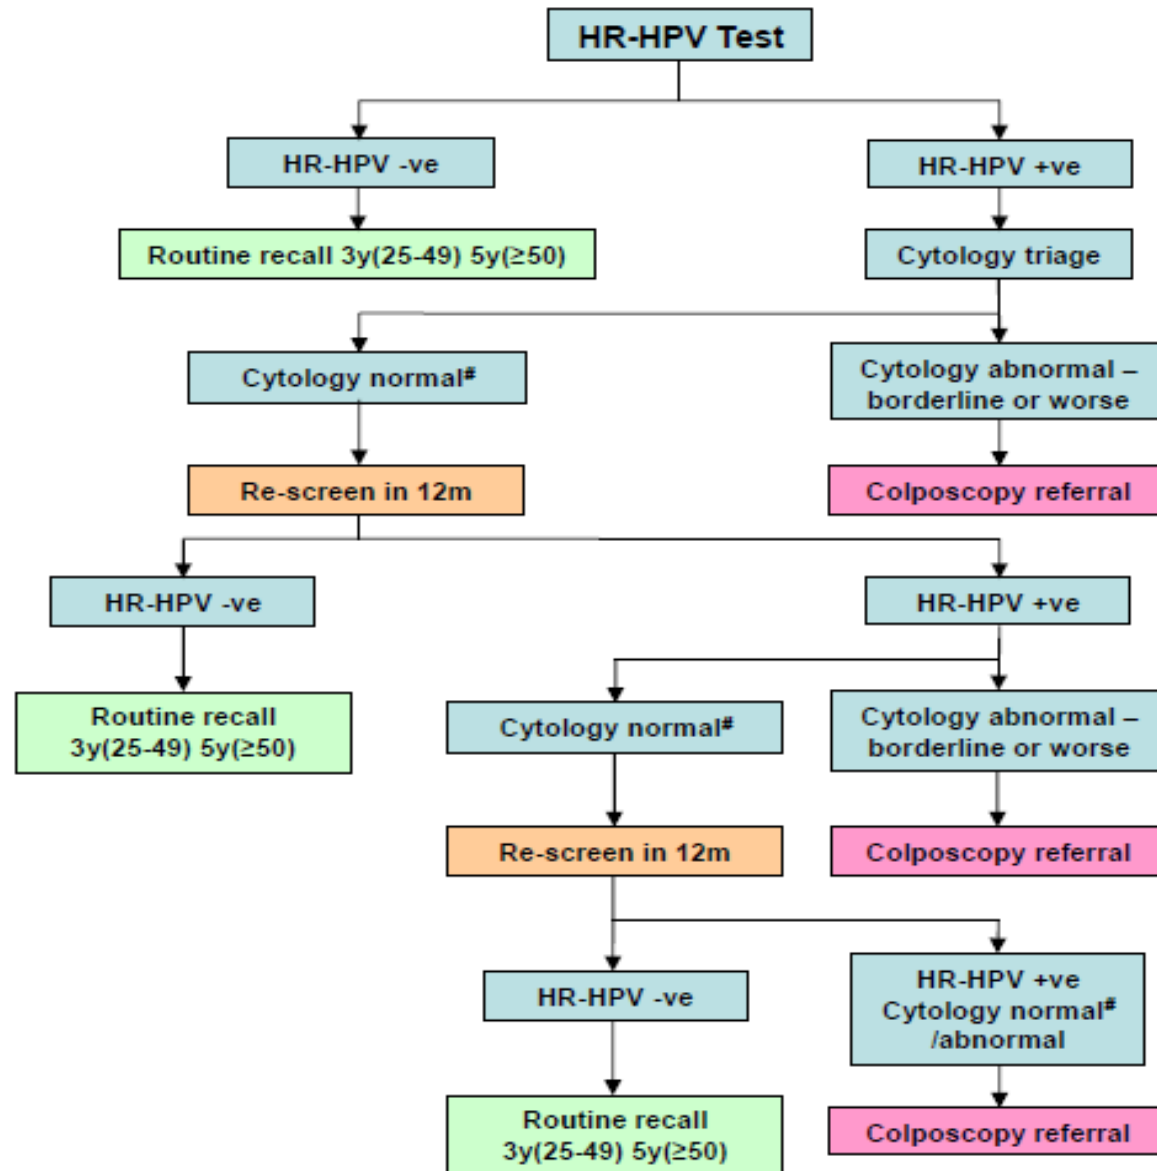 HR-HPV Test
HR-HPV -ve
HR-HPV +ve
Routine recall 3y(25-49) 5y(≥50)
Cytology triage
Cytology normal#
Cytology abnormal –
borderline or worse
Re-screen in 12m
Colposcopy referral
HR-HPV -ve
HR-HPV +ve
Routine recall
3y(25-49) 5y(≥50)
Cytology normal#
Cytology abnormal –
borderline or worse
Re-screen in 12m
Colposcopy referral
HR-HPV -ve
HR-HPV +ve
Cytology normal#
/abnormal
Routine recall
3y(25-49) 5y(≥50)
Colposcopy referral